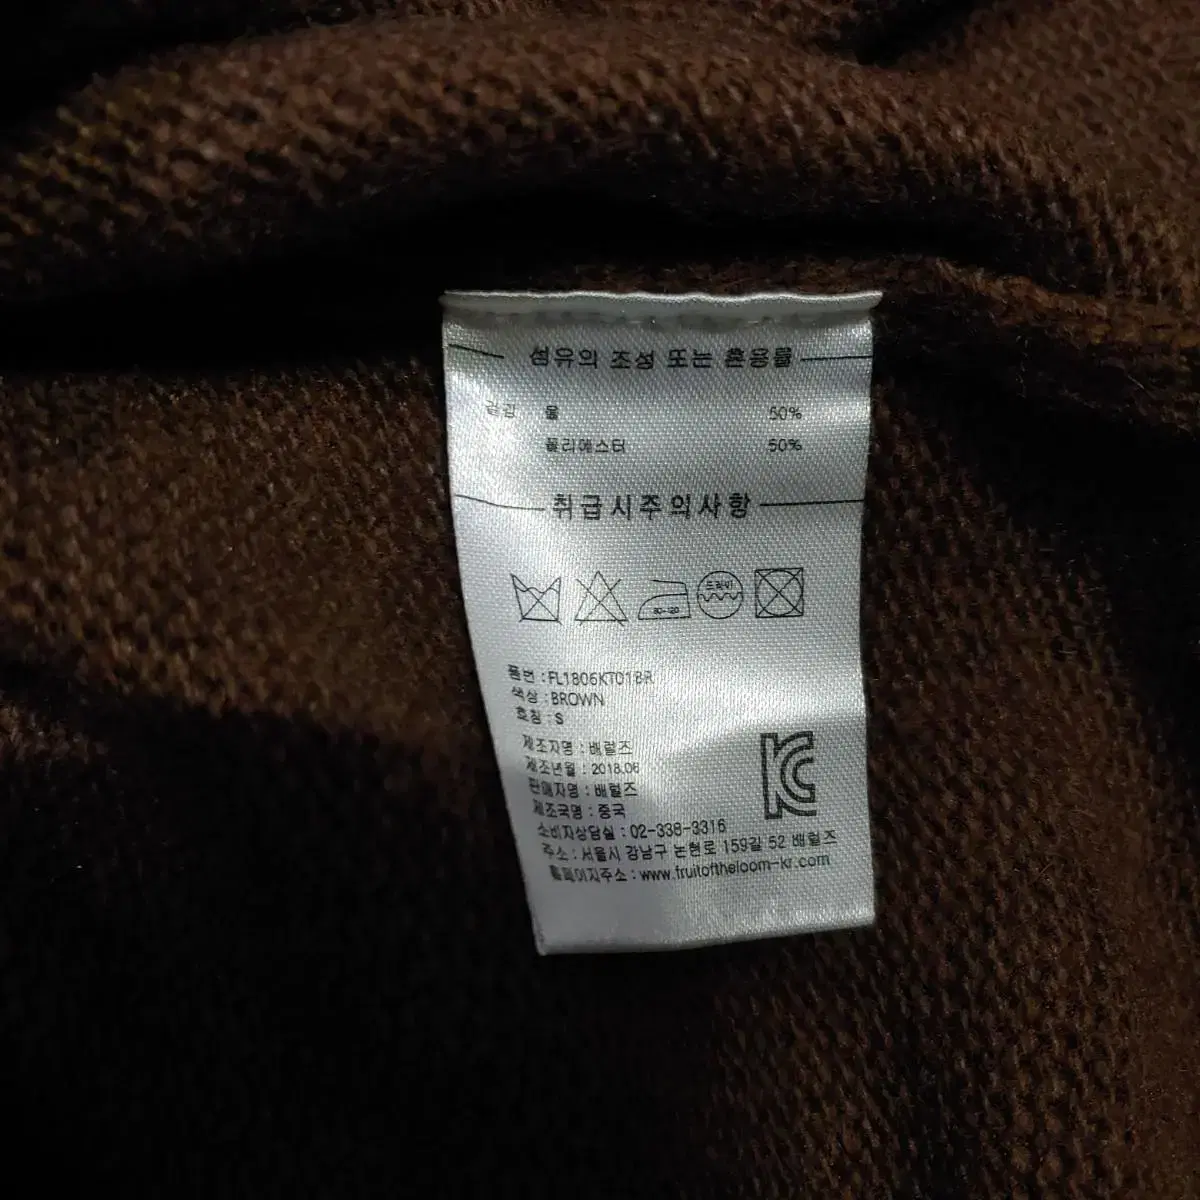 섬유의 조성 또는 혼용률
겉감 울 50%
폴리에스터 50%
취급시주의사항
80-120 드라이
품번 : FL1806KT01BR
색상 : BROWN
호칭 : S
제조자명 : 배럴즈
제조년월 : 2018.06
판매자명 : 배럴즈
제조국명 : 중국
소비자상담실 : 02-338-3316
주소 : 서울시 강남구 논현로 159길 52 배럴즈
홈페이지주소 : www.fruitoftheloom-kr.com